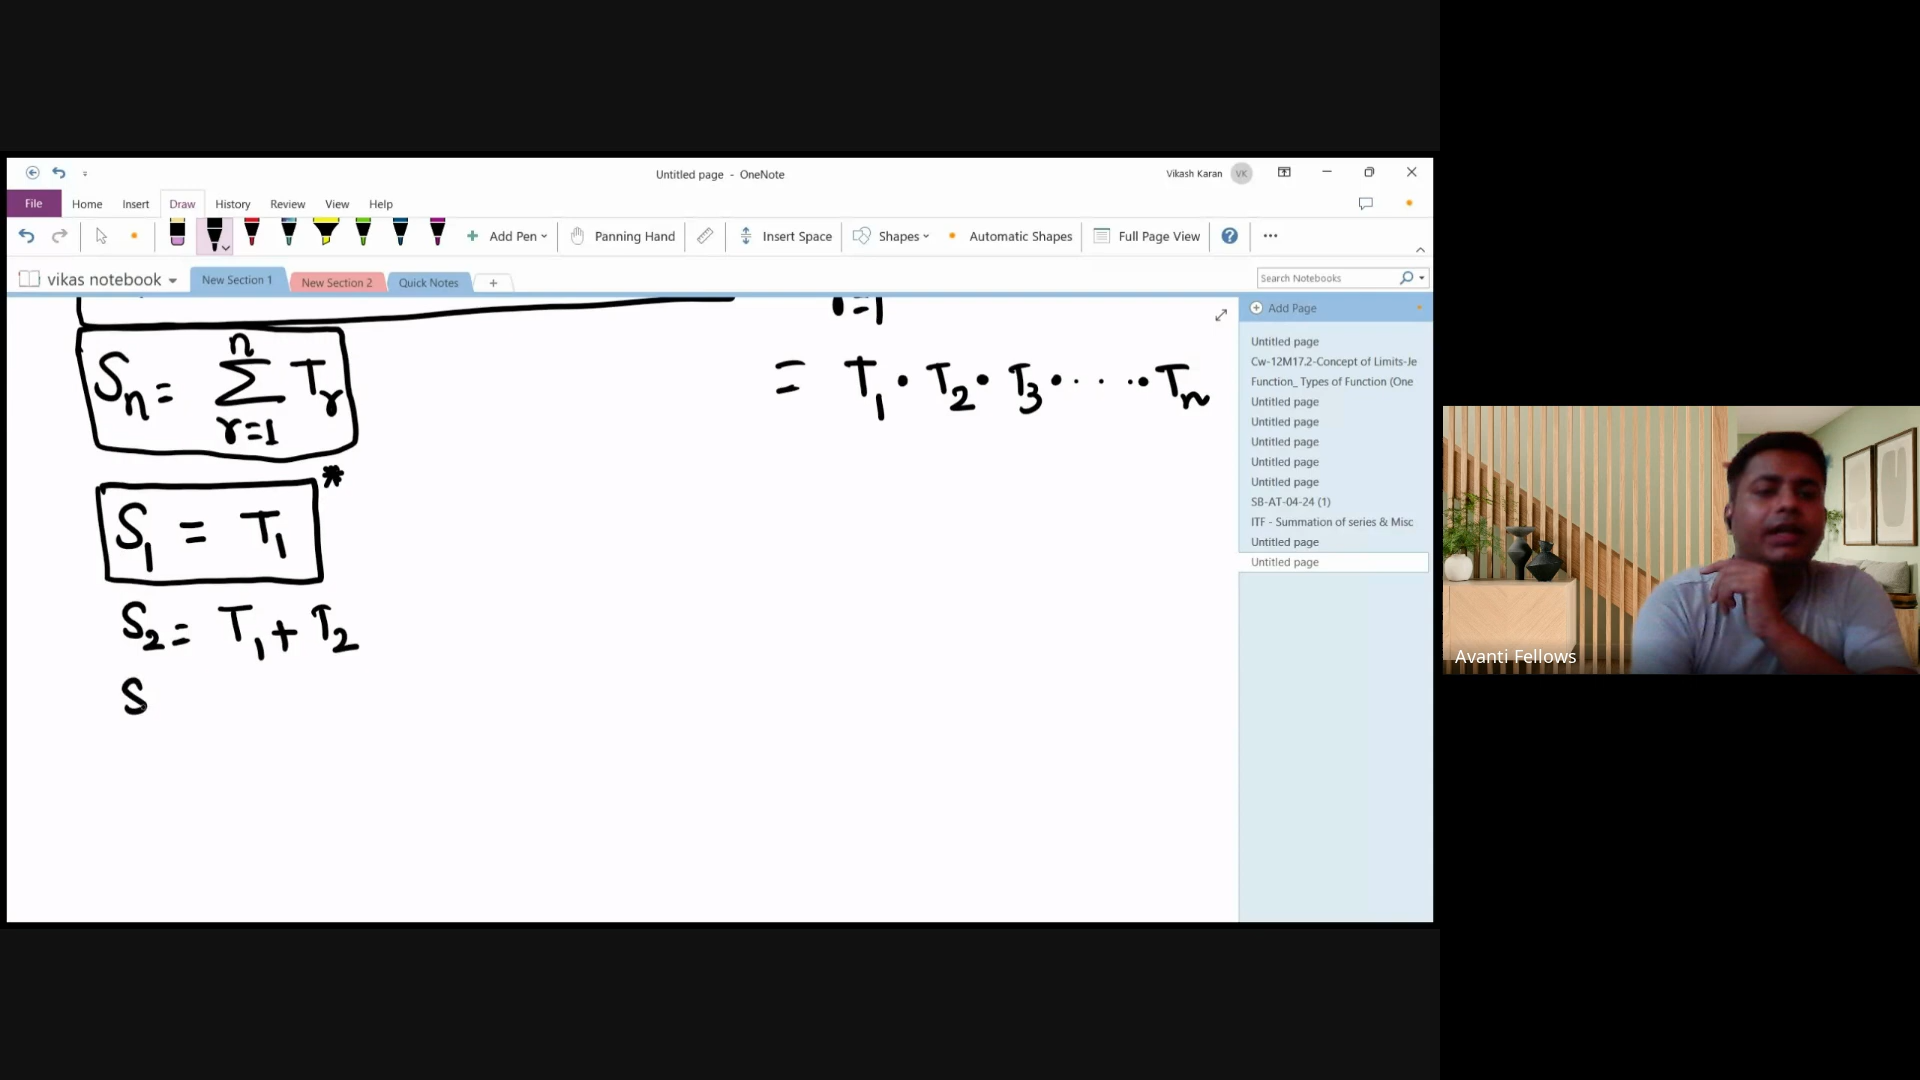 Untitled page - OneNote
Vikash Karan VK
File Home Insert Draw History Review View Help
Add Pen Panning Hand Insert Space Shapes Automatic Shapes Full Page View
vikas notebook New Section 1 New Section 2 Quick Notes +
Search Notebooks
Sₙ = ∑ⁿᵣ₌₁ Tᵣ
S₁ = T₁ *
S₂ = T₁ + T₂
S
= T₁ · T₂ · T₃ · · · · · Tₙ
Add Page
Untitled page
Cw-12M17.2-Concept of Limits-Je
Function_ Types of Function (One
Untitled page
Untitled page
Untitled page
Untitled page
Untitled page
SB-AT-04-24 (1)
ITF - Summation of series & Misc
Untitled page
Untitled page
Avanti Fellows